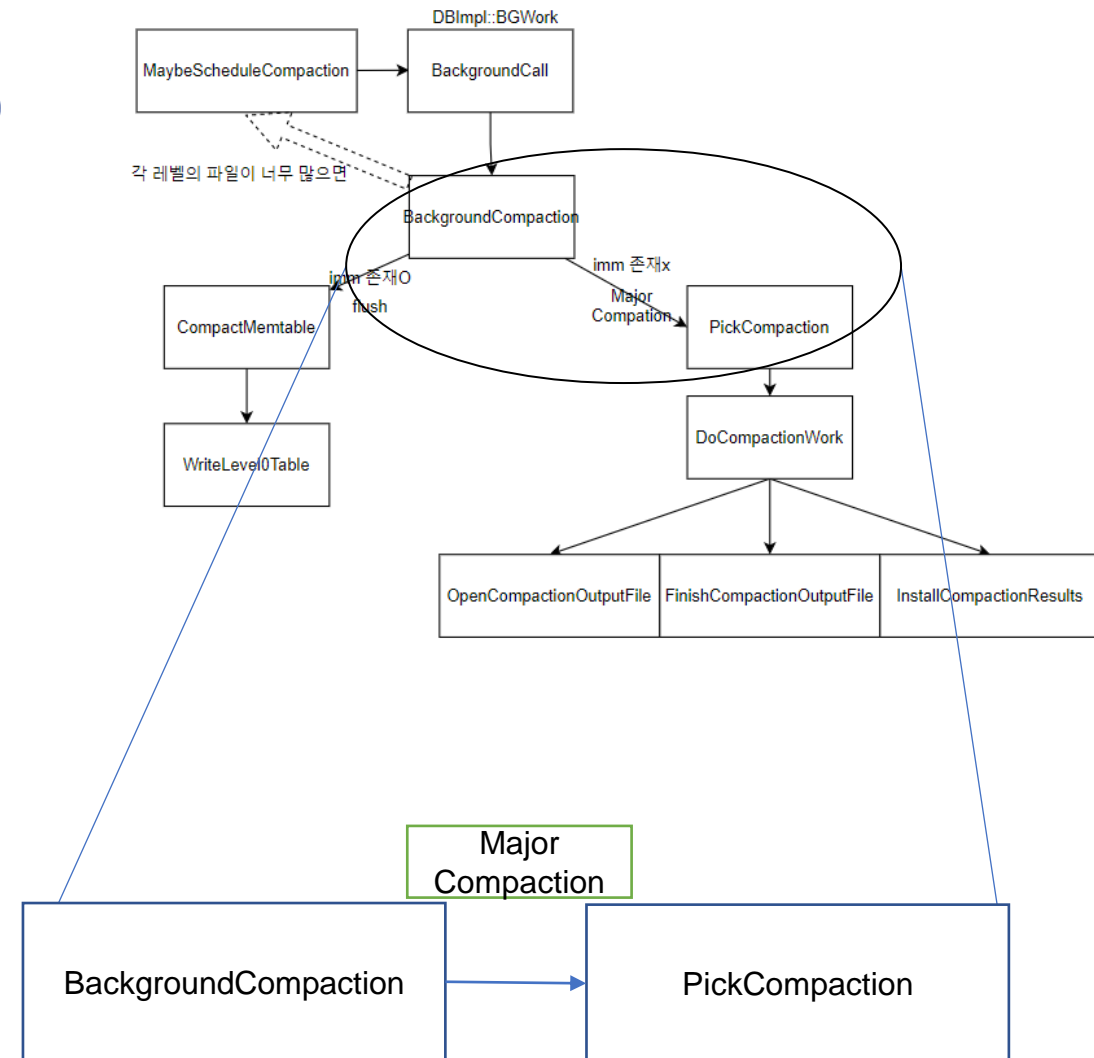 DBImpl::BGWork
MaybeScheduleCompaction
BackgroundCall
각 레벨의 파일이 너무 많으면
BackgroundCompaction
imm 존재O
flush
imm 존재x
Major
Compation
CompactMemtable
PickCompaction
WriteLevel0Table
DoCompactionWork
OpenCompactionOutputFile
FinishCompactionOutputFile
InstallCompactionResults
Major
Compaction
BackgroundCompaction
PickCompaction